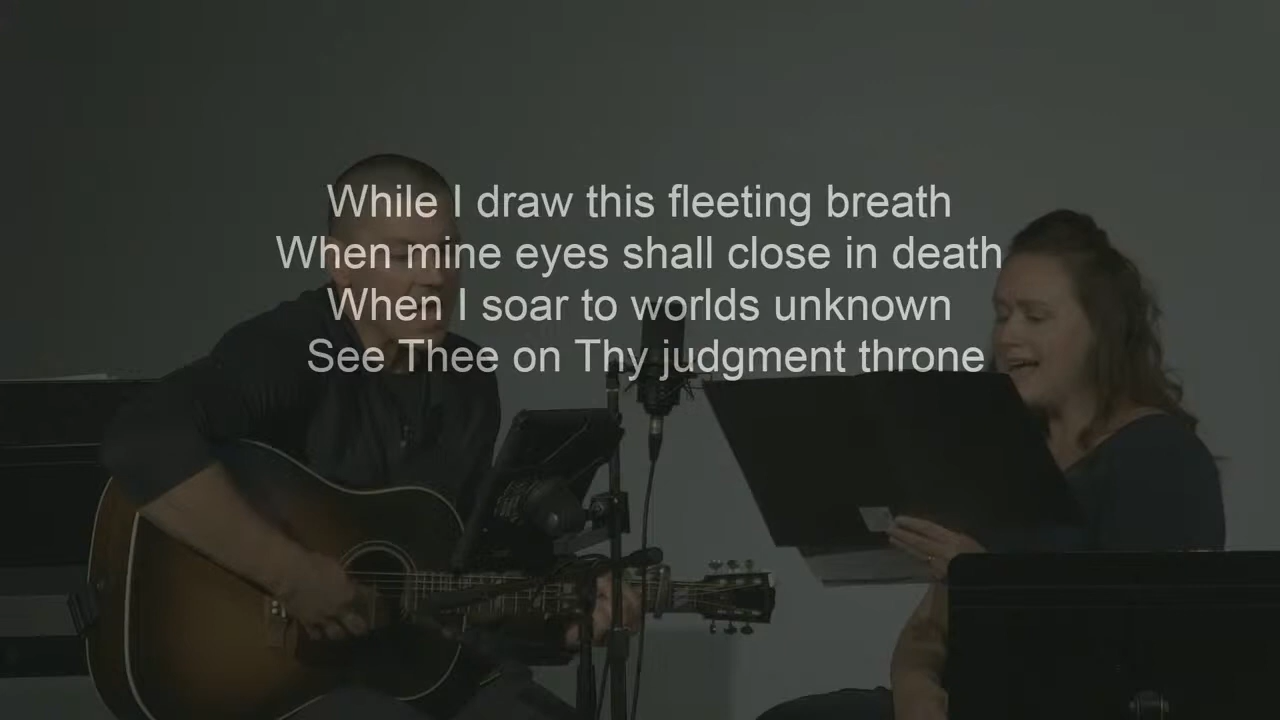 While I draw this fleeting breath
When mine eyes shall close in death
When I soar to worlds unknown
See Thee on Thy judgment throne